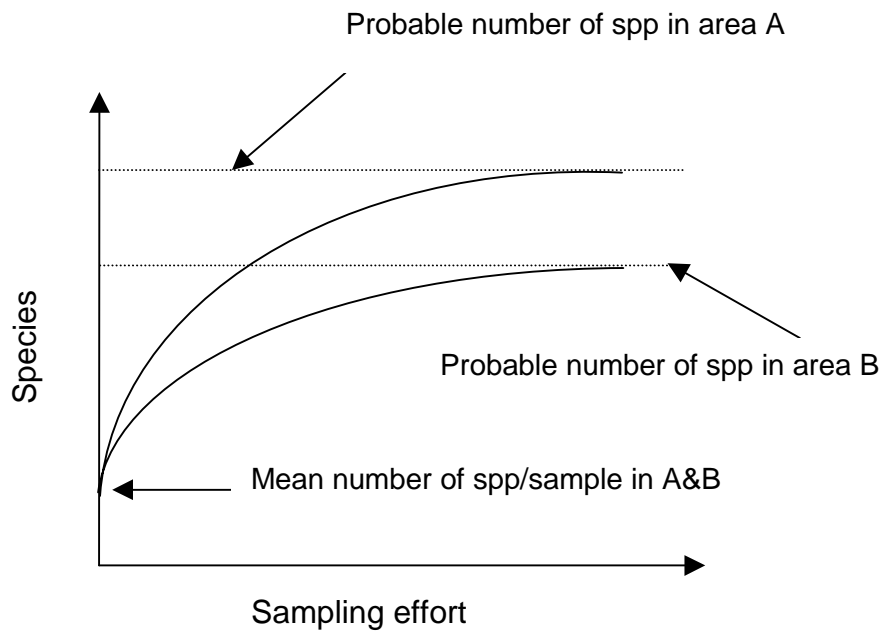 Probable number of spp in area A
Species
Probable number of spp in area B
Mean number of spp/sample in A&B
Sampling effort